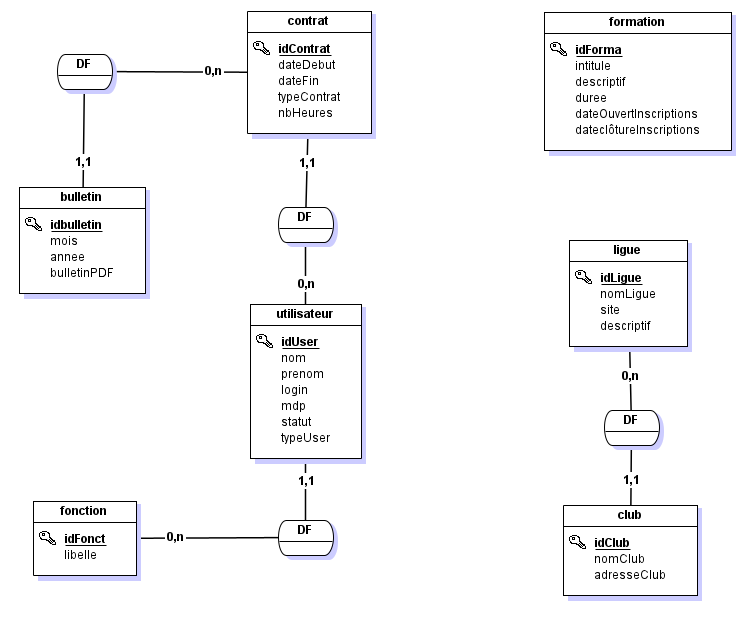 contrat
idContrat
dateDebut
dateFin
typeContrat
nbHeures
formation
idForma
intitule
descriptif
duree
dateOuvertInscriptions
dateclôtureInscriptions
DF
0,n
1,1
1,1
bulletin
idbulletin
mois
annee
bulletinPDF
DF
0,n
ligue
idLigue
nomLigue
site
descriptif
utilisateur
idUser
nom
prenom
login
mdp
statut
typeUser
0,n
DF
1,1
1,1
fonction
idFonct
libelle
0,n
DF
club
idClub
nomClub
adresseClub